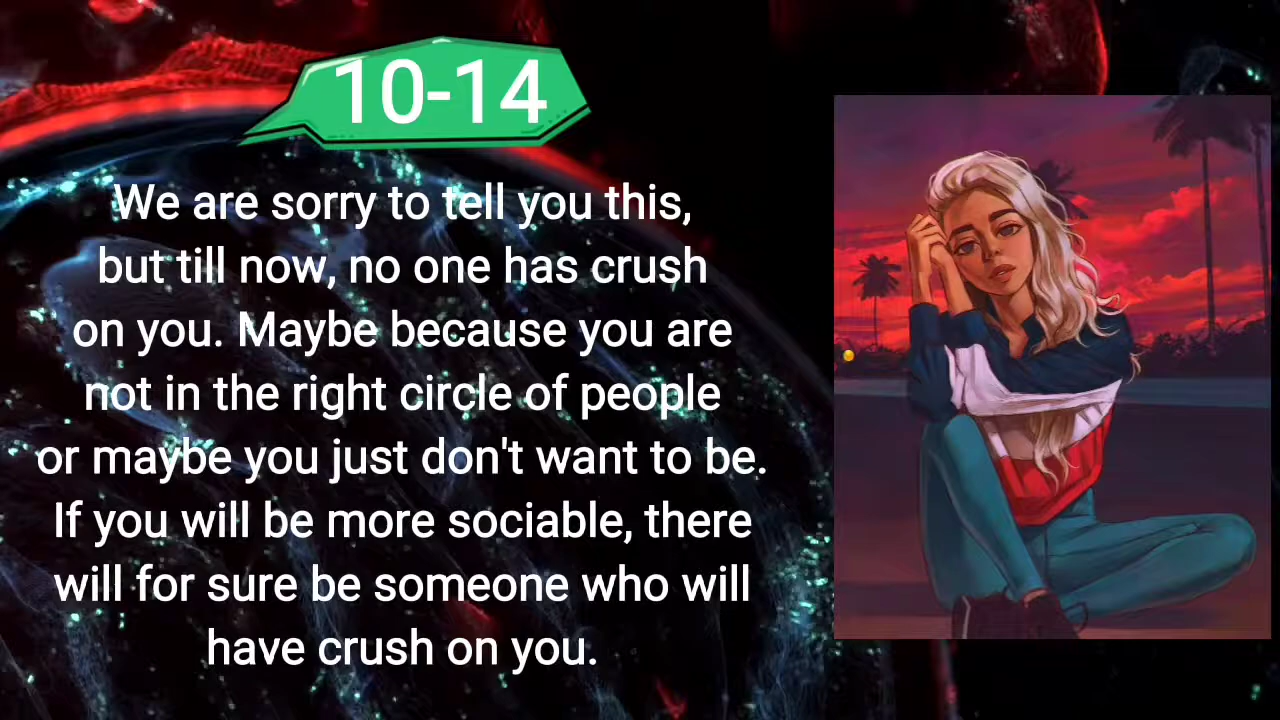 10-14
We are sorry to tell you this,
but till now, no one has crush
on you. Maybe because you are
not in the right circle of people
or maybe you just don't want to be.
If you will be more sociable, there
will for sure be someone who will
have crush on you.